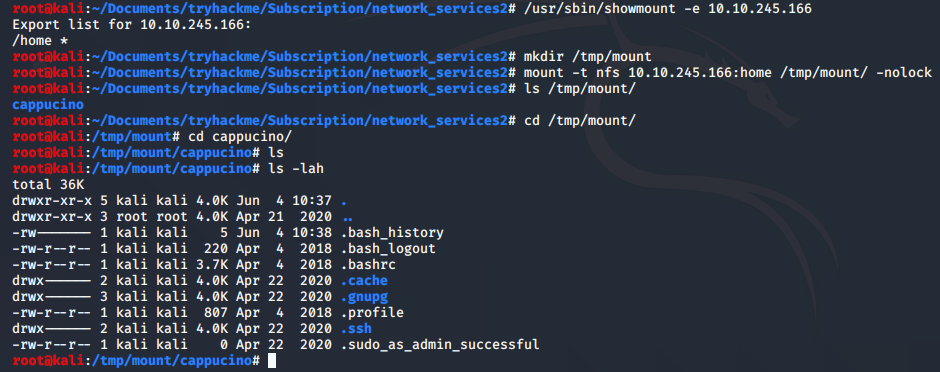 root@kali:~/Documents/tryhackme/Subscription/network_services2# /usr/sbin/showmount -e 10.10.245.166
Export list for 10.10.245.166:
/home *
root@kali:~/Documents/tryhackme/Subscription/network_services2# mkdir /tmp/mount
root@kali:~/Documents/tryhackme/Subscription/network_services2# mount -t nfs 10.10.245.166:home /tmp/mount/ -nolock
root@kali:~/Documents/tryhackme/Subscription/network_services2# ls /tmp/mount/
cappucino
root@kali:~/Documents/tryhackme/Subscription/network_services2# cd /tmp/mount/
root@kali:/tmp/mount# cd cappucino/
root@kali:/tmp/mount/cappucino# ls
root@kali:/tmp/mount/cappucino# ls -lah
total 36K
drwxr-xr-x 5 kali kali 4.0K Jun  4 10:37 .
drwxr-xr-x 3 root root 4.0K Apr 21  2020 ..
-rw------- 1 kali kali    5 Jun  4 10:38 .bash_history
-rw-r--r-- 1 kali kali  220 Apr  4  2018 .bash_logout
-rw-r--r-- 1 kali kali 3.7K Apr  4  2018 .bashrc
drwx------ 2 kali kali 4.0K Apr 22  2020 .cache
drwx------ 3 kali kali 4.0K Apr 22  2020 .gnupg
-rw-r--r-- 1 kali kali  807 Apr  4  2018 .profile
drwx------ 2 kali kali 4.0K Apr 22  2020 .ssh
-rw-r--r-- 1 kali kali    0 Apr 22  2020 .sudo_as_admin_successful
root@kali:/tmp/mount/cappucino#